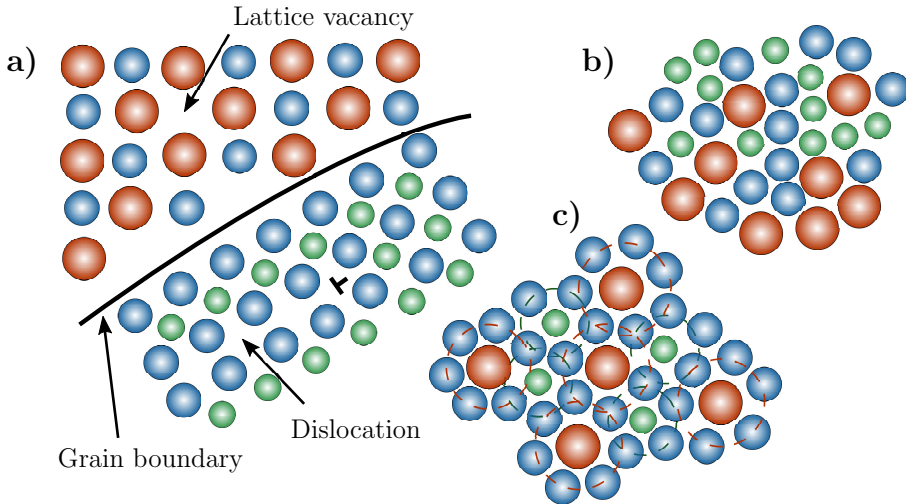 Lattice vacancy
a)
b)
c)
Dislocation
Grain boundary